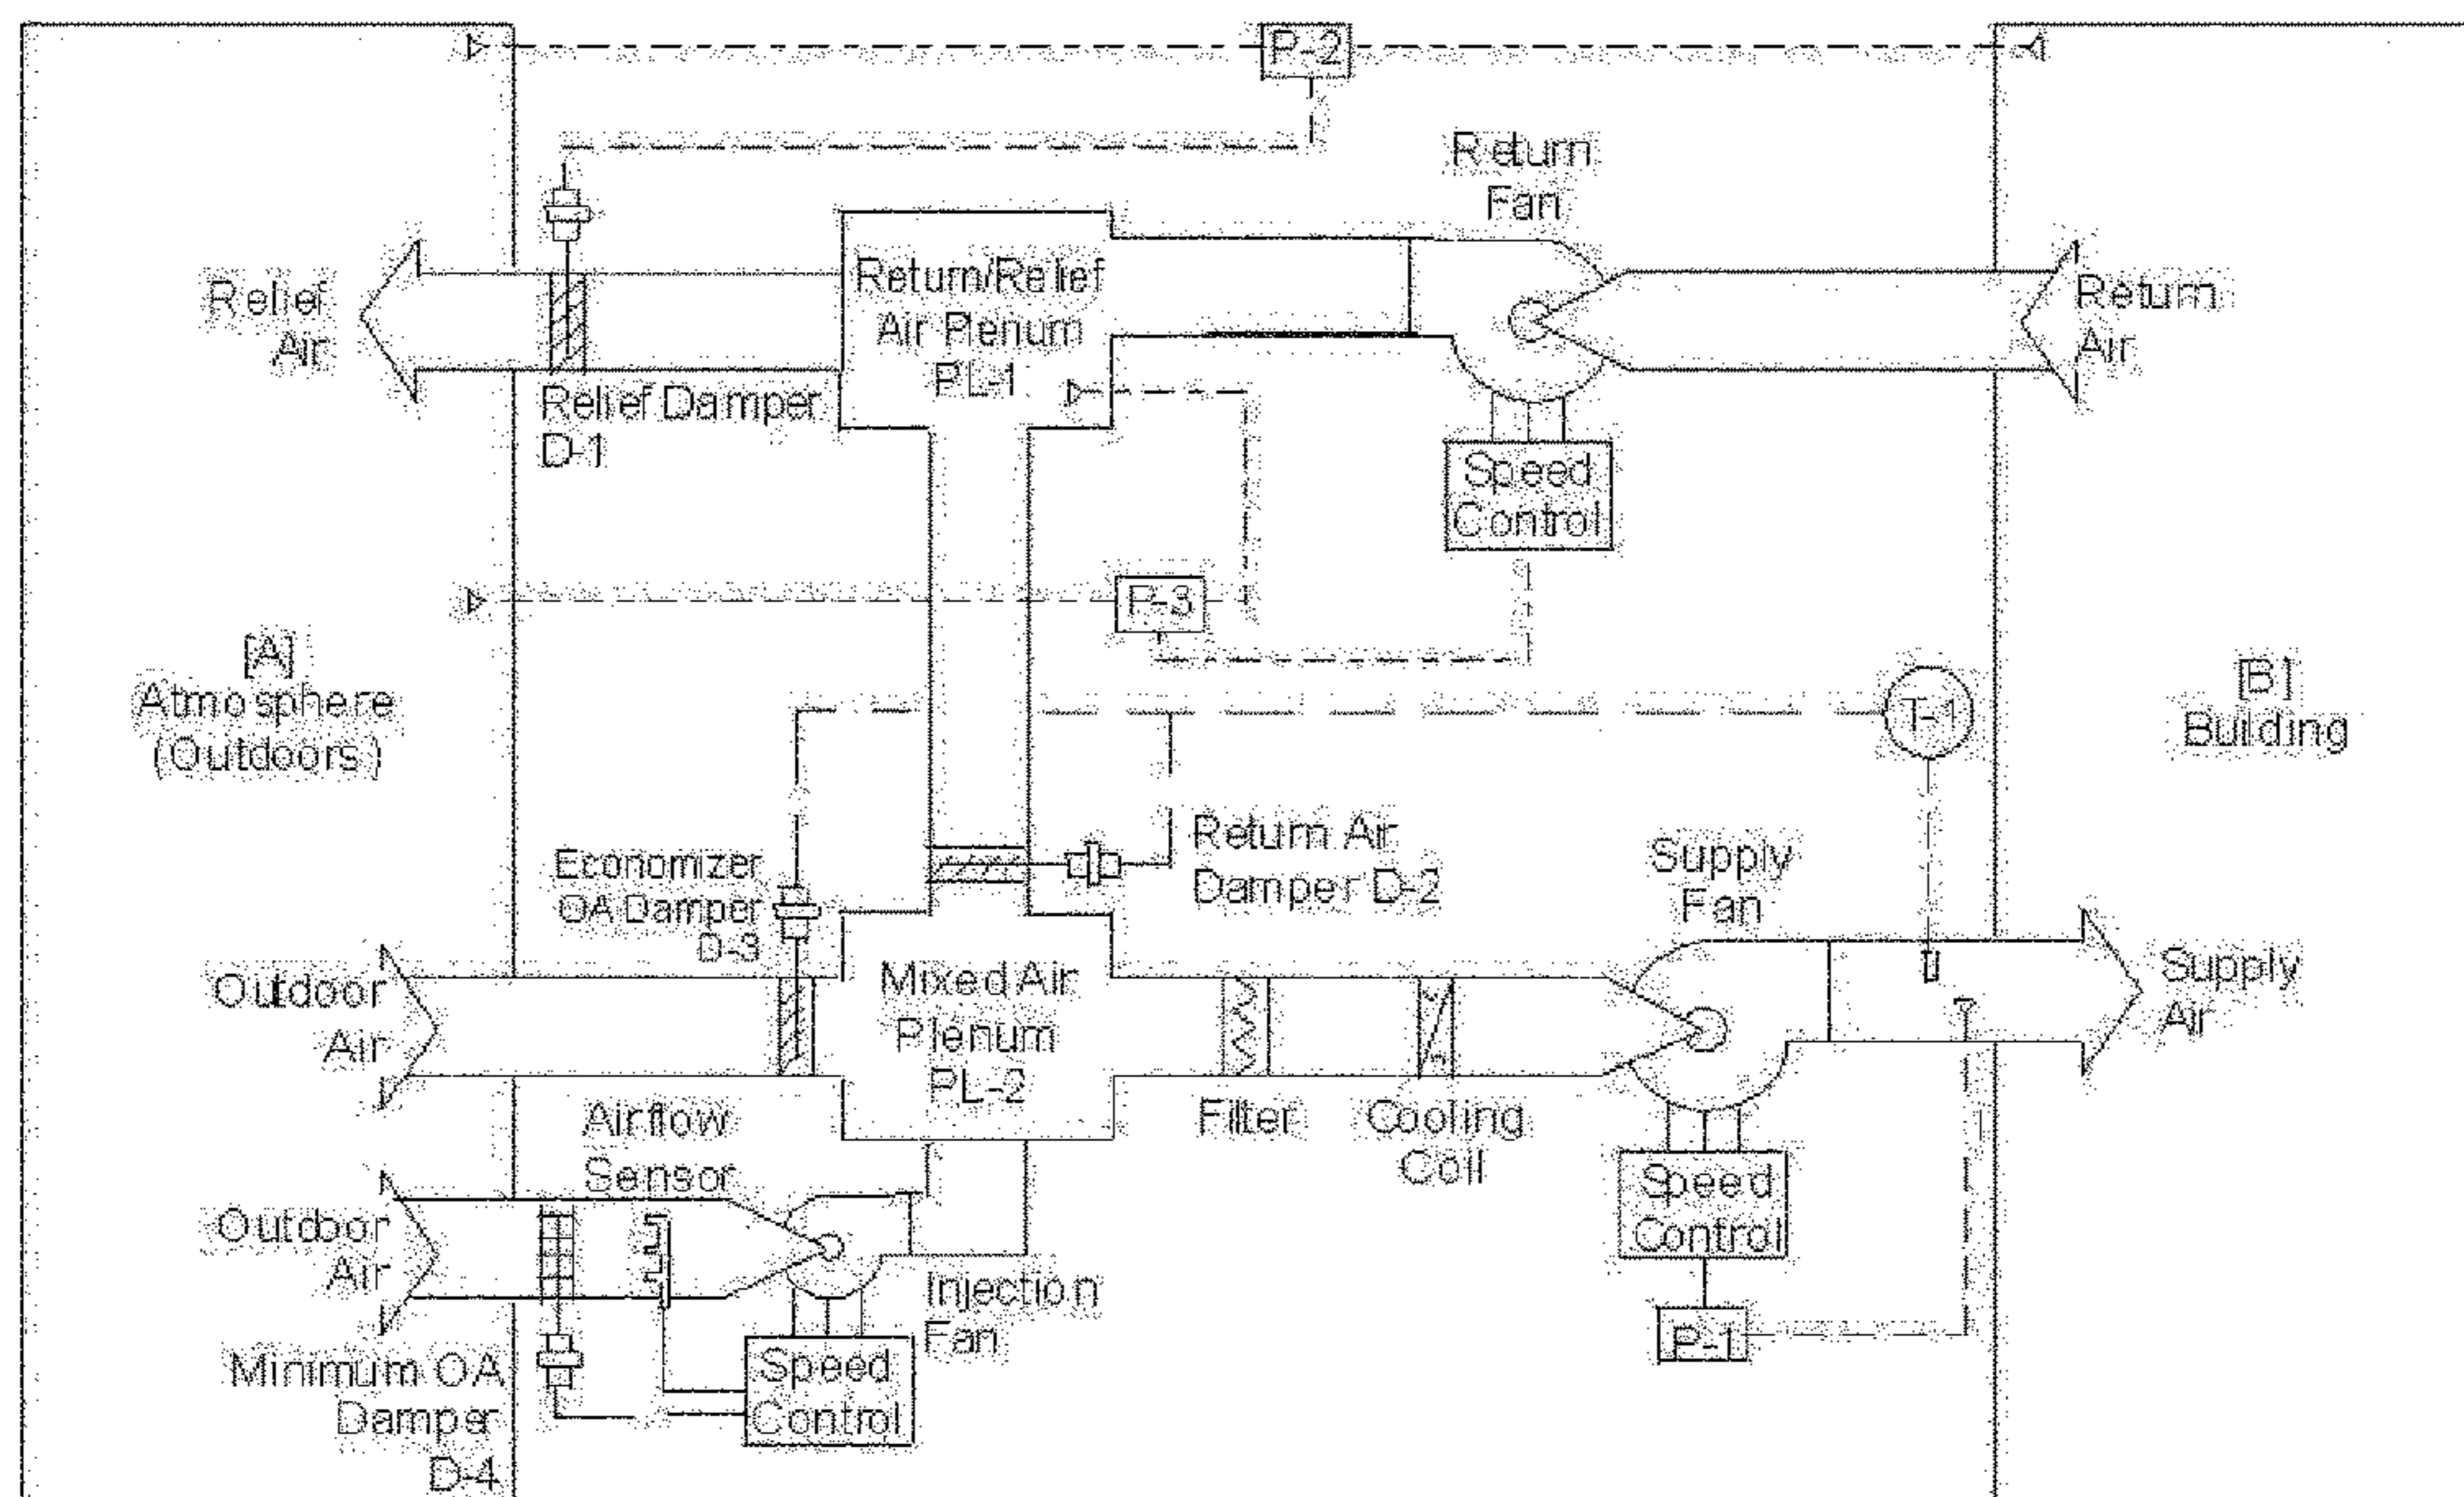 P-2
Return
Fan
Relief
Air
Return/Relief
Air Plenum
PL-1
Return
Air
Relief Damper
D-1
Speed
Control
P-3
[A]
Atmosphere
(Outdoors)
T-1
[B]
Building
Economizer
OA Damper
D-3
Return Air
Damper D-2
Supply
Fan
Outdoor
Air
Mixed Air
Plenum
PL-2
Supply
Air
Airflow
Sensor
Filter
Cooling
Coil
Outdoor
Air
Injection
Fan
Speed
Control
Minimum OA
Damper
D-4
Speed
Control
P-1